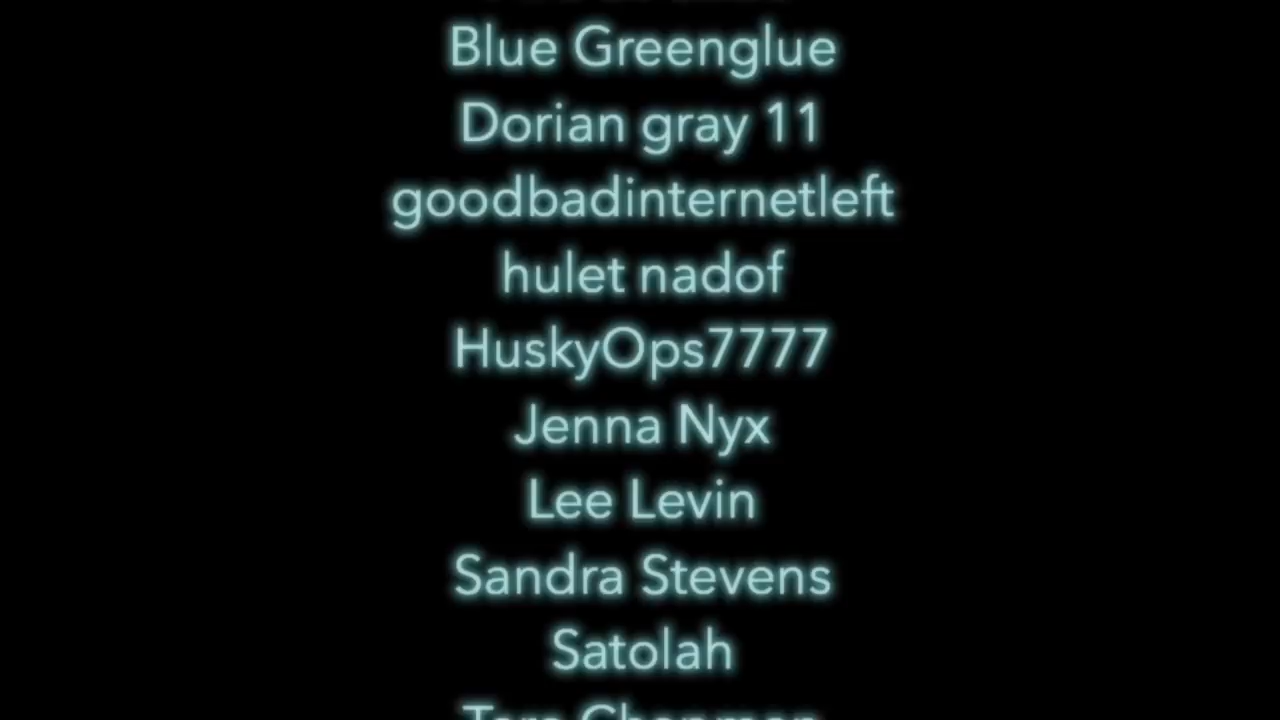 Blue Greenglue
Dorian gray 11
goodbadinternetleft
hulet nadof
HuskyOps7777
Jenna Nyx
Lee Levin
Sandra Stevens
Satolah